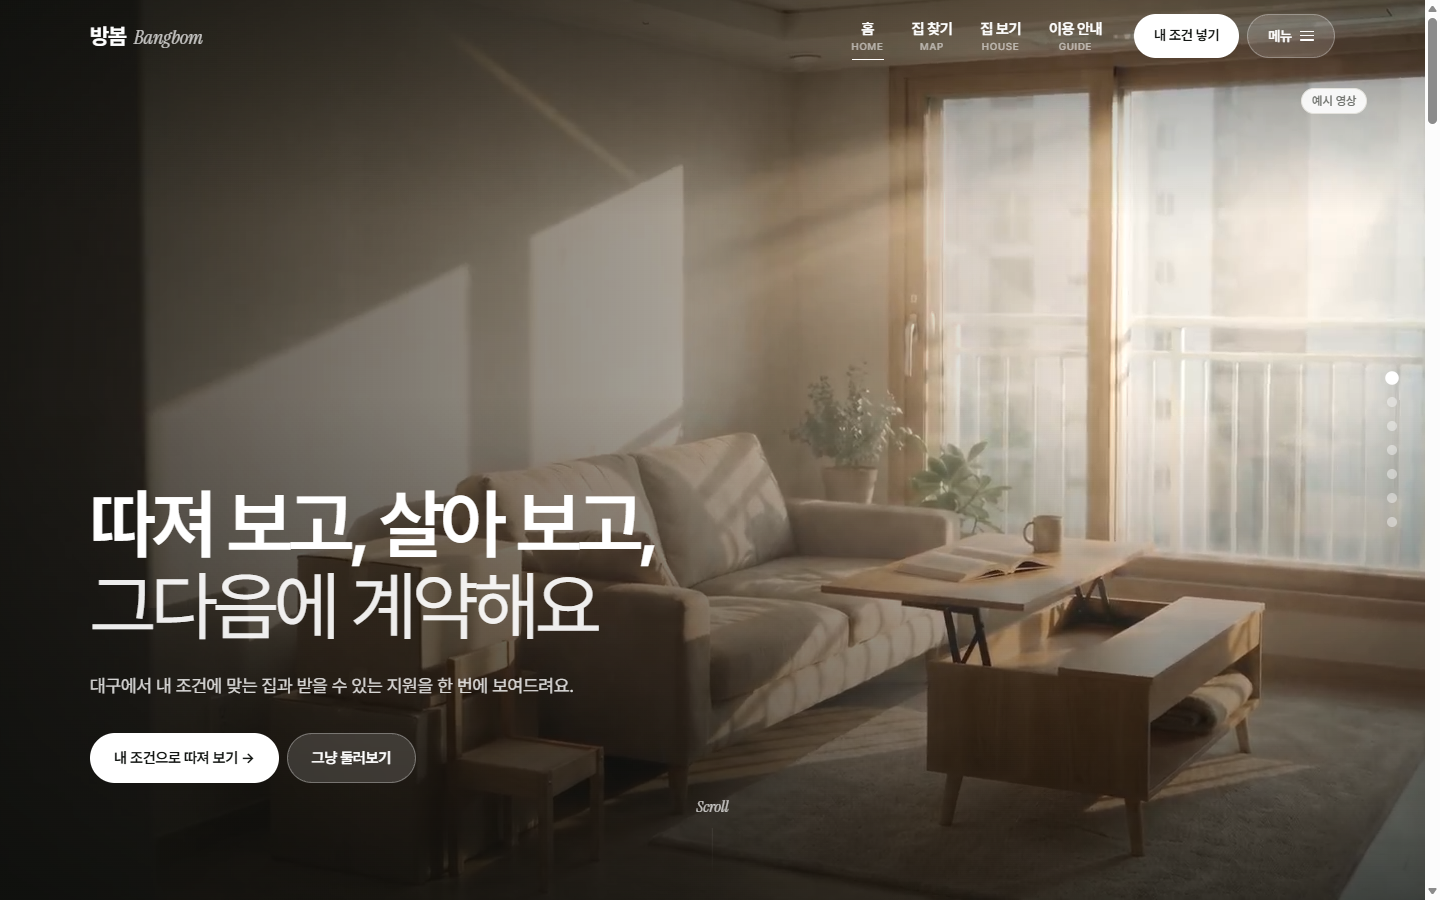 방봄 Bangbom
홈
HOME
집 찾기
MAP
집 보기
HOUSE
이용 안내
GUIDE
내 조건 넣기
메뉴
예시 영상
따져 보고, 살아 보고,
그다음에 계약해요
대구에서 내 조건에 맞는 집과 받을 수 있는 지원을 한 번에 보여드려요.
내 조건으로 따져 보기 →
그냥 둘러보기
Scroll